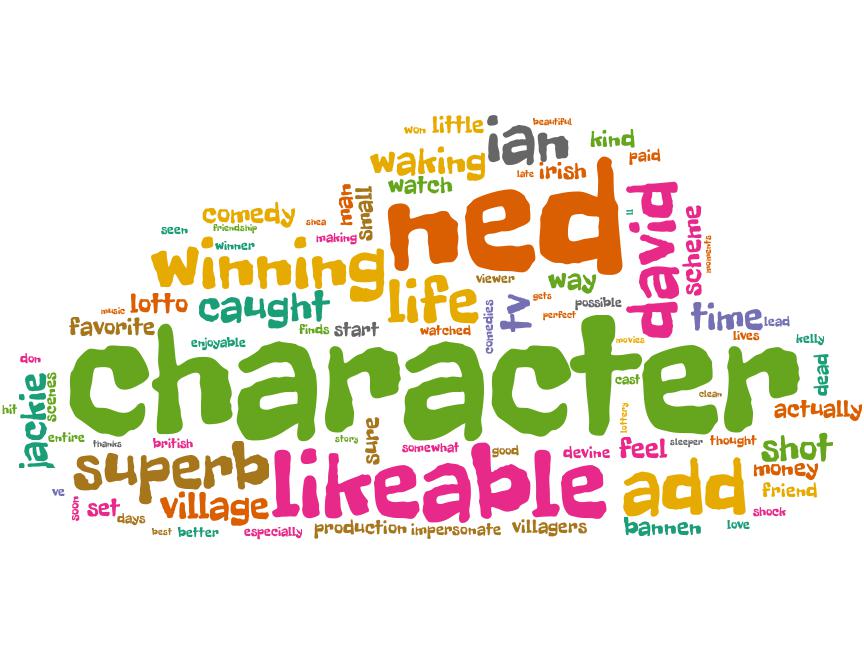 won little beautiful
ian
kind
waking
late irish
paid
watch
ned
man
small
comedy
shea
seen
friendship
making
winner
david
ll
scheme
moments
winning
viewer
way
life
gets
tv
comedies
possible
perfect
music lotto caught
time lead
favorite
finds start
watched
enjoyable
movies
lives
kelly
character
don
jackie
scenes
hit
cast
clean
dead
actually
entire
thanks
british
story
sure
somewhat
good
lottery
devine feel sleeper thought
shot
superb
likeable
add
money
friend
ve
soon
set
days
village
shock
best better especially production impersonate villagers
bannen
love